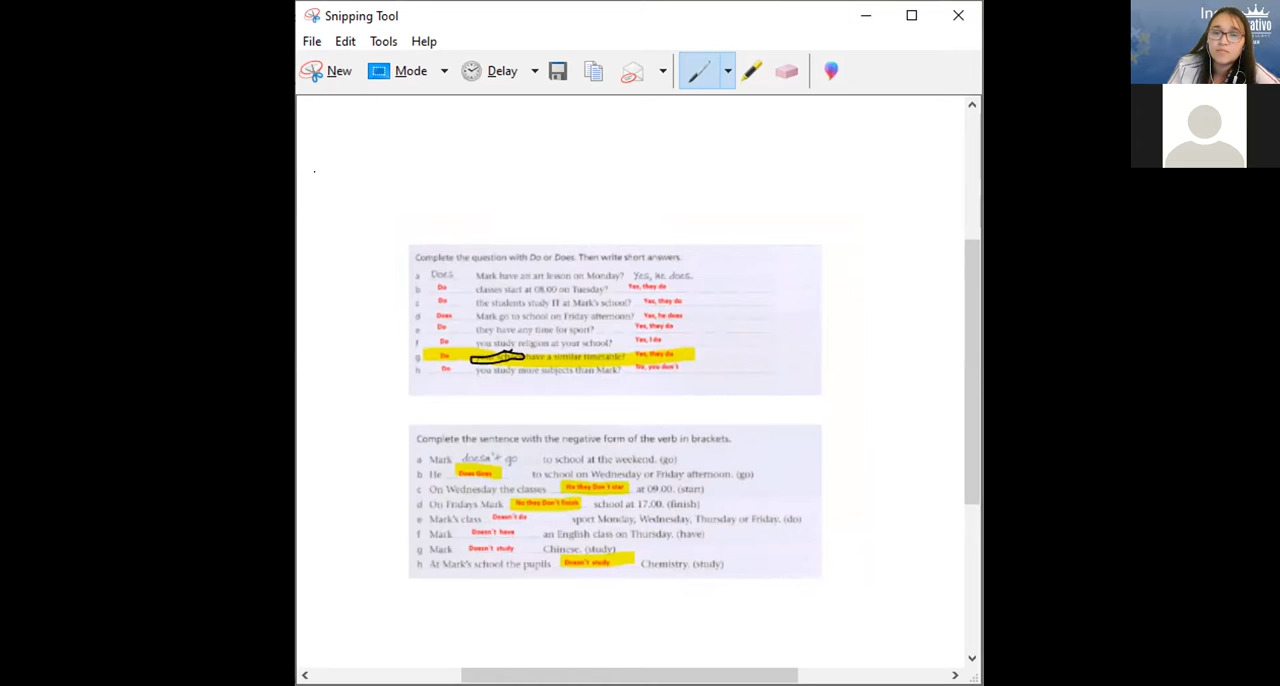 Snipping Tool
File Edit Tools Help
New Mode Delay
In
ativo
Complete the question with Do or Does. Then write short answers.
a Does Mark have an art lesson on Monday? Yes, he does.
b Do classes start at 08.00 on Tuesday? Yes, they do
c Do the students study IT at Mark's school? Yes, they do
d Does Mark go to school on Friday afternoon? Yes, he does
e Do they have any time for sport? Yes, they do
f Do you study religion at your school? Yes, I do
g Do have a similar timetable? Yes, they do
h Do you study more subjects than Mark? No, you don't
Complete the sentence with the negative form of the verb in brackets.
a Mark doesn't go to school at the weekend. (go)
b He Does Goes to school on Wednesday or Friday afternoon. (go)
c On Wednesday the classes No they Don't star at 09.00. (start)
d On Fridays Mark No they Don't finish school at 17.00. (finish)
e Mark's class Doesn't do sport Monday, Wednesday, Thursday or Friday. (do)
f Mark Doesn't have an English class on Thursday. (have)
g Mark Doesn't study Chinese. (study)
h At Mark's school the pupils Doesn't study Chemistry. (study)